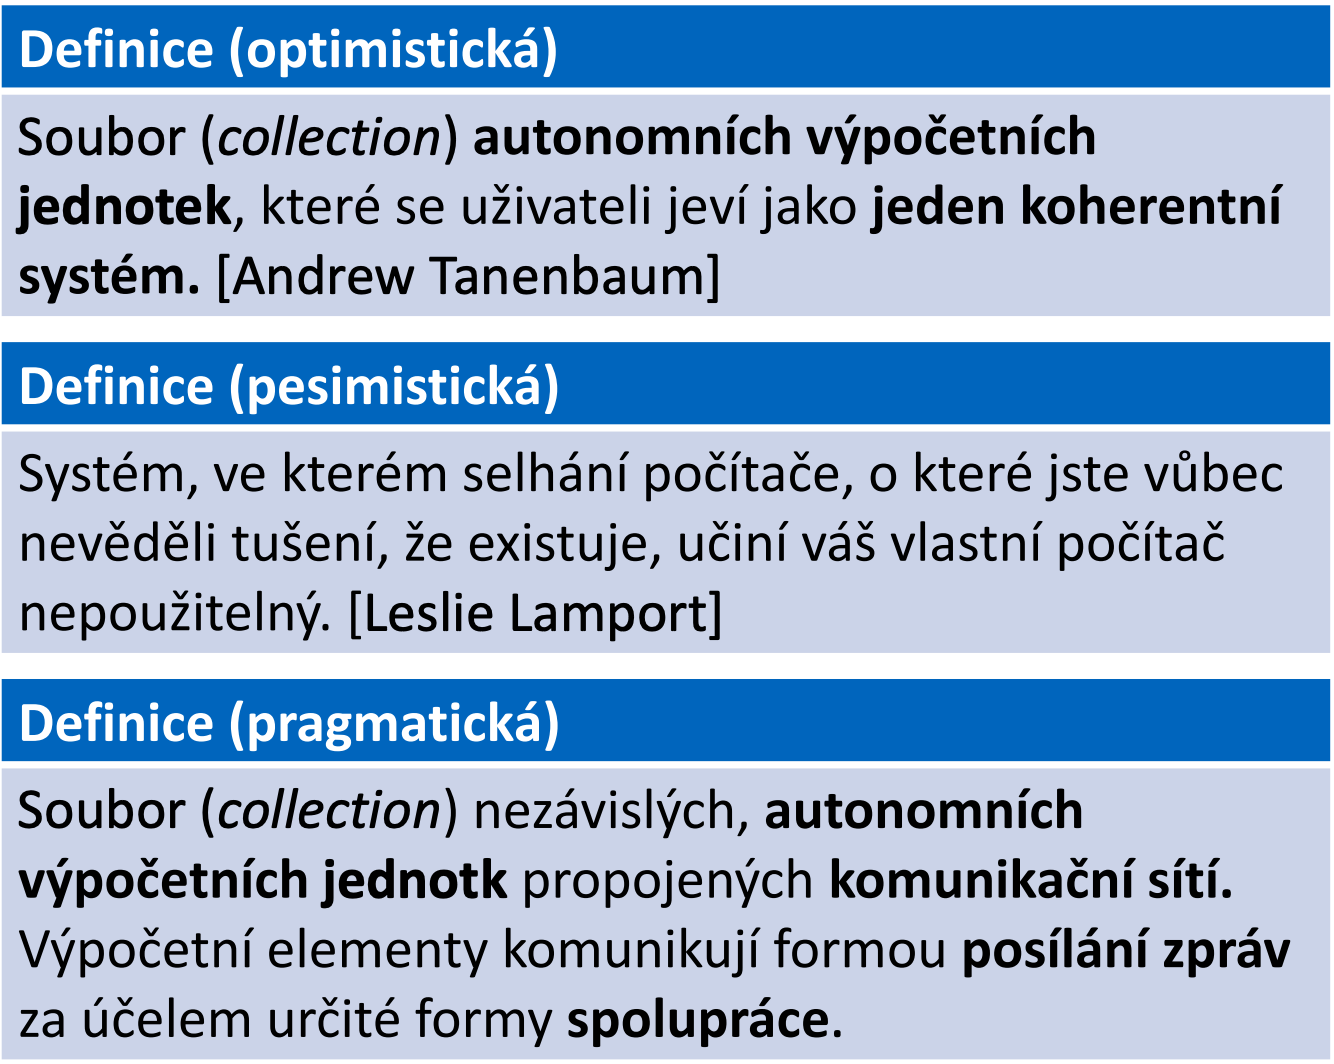 Definice (optimistická)
Soubor (collection) autonomních výpočetních
jednotek, které se uživateli jeví jako jeden koherentní
systém. [Andrew Tanenbaum]
Definice (pesimistická)
Systém, ve kterém selhání počítače, o které jste vůbec
nevěděli tušení, že existuje, učiní váš vlastní počítač
nepoužitelný. [Leslie Lamport]
Definice (pragmatická)
Soubor (collection) nezávislých, autonomních
výpočetních jednotk propojených komunikační sítí.
Výpočetní elementy komunikují formou posílání zpráv
za účelem určité formy spolupráce.